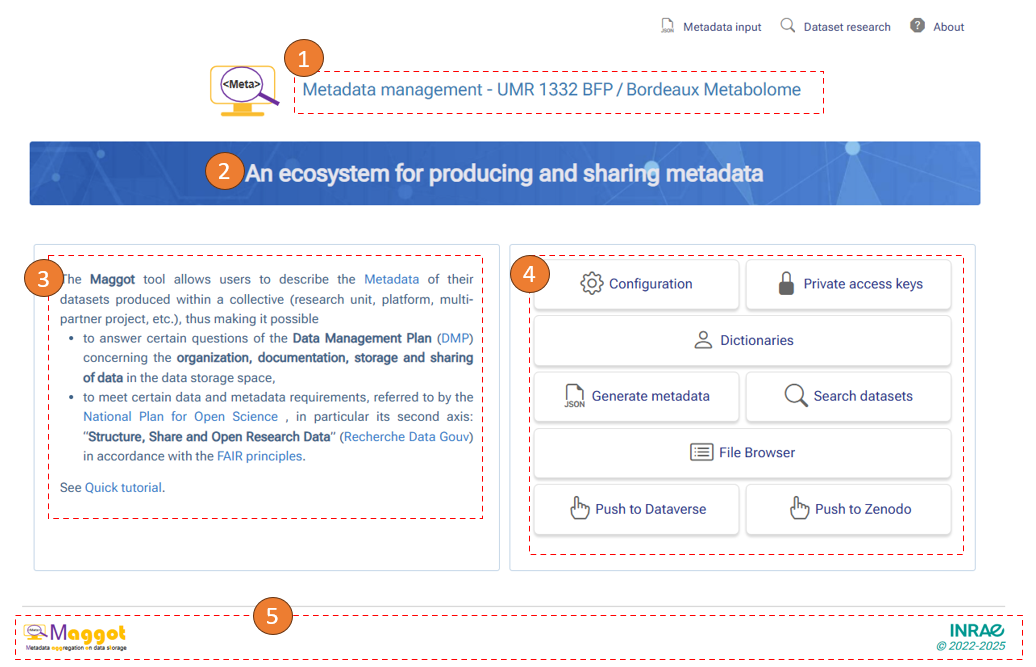 JSON Metadata input Dataset research ? About
1
<Meta> Metadata management - UMR 1332 BFP / Bordeaux Metabolome
2 An ecosystem for producing and sharing metadata
3
The Maggot tool allows users to describe the Metadata of their
datasets produced within a collective (research unit, platform, multi-
partner project, etc.), thus making it possible
• to answer certain questions of the Data Management Plan (DMP)
concerning the organization, documentation, storage and sharing
of data in the data storage space,
• to meet certain data and metadata requirements, referred to by the
National Plan for Open Science , in particular its second axis:
“Structure, Share and Open Research Data” (Recherche Data Gouv)
in accordance with the FAIR principles.
See Quick tutorial.
4
Configuration
Private access keys
Dictionaries
JSON Generate metadata
Search datasets
File Browser
Push to Dataverse
Push to Zenodo
5
<Meta> Maggot
Metadata aggregation on data storage
INRAE
© 2022-2025